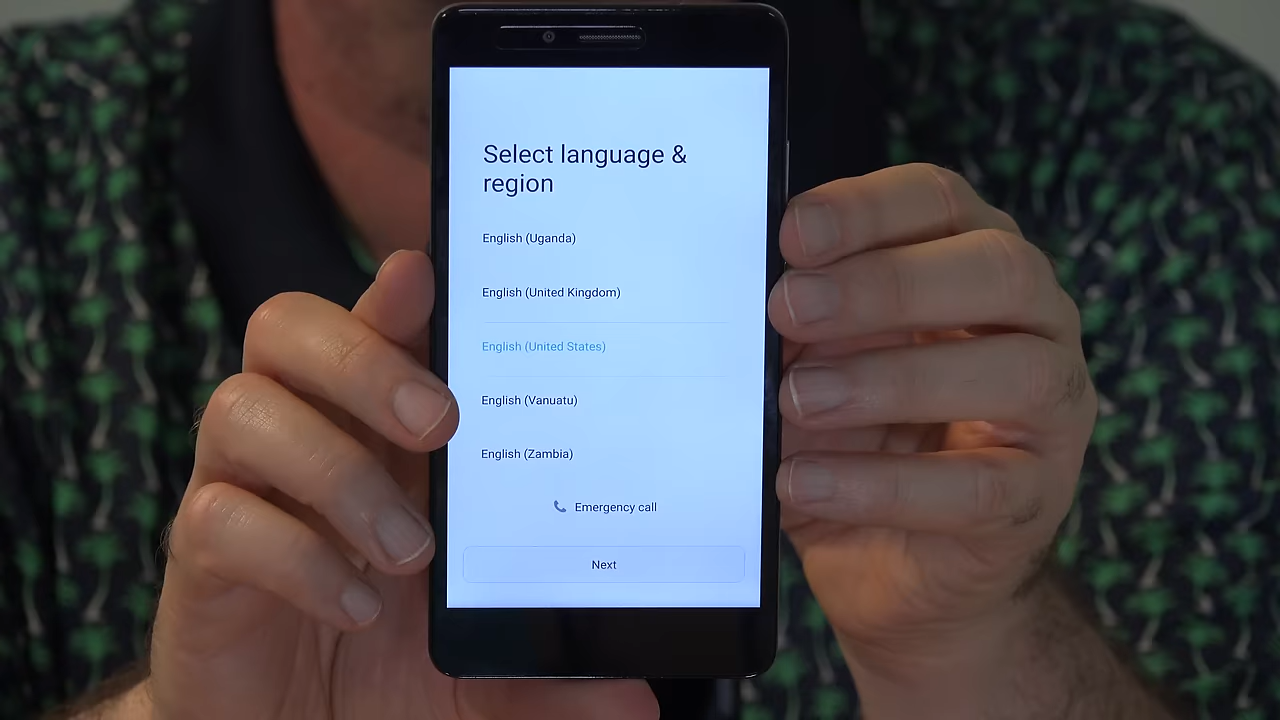 Select language &
region
English (Uganda)
English (United Kingdom)
English (United States)
English (Vanuatu)
English (Zambia)
Emergency call
Next